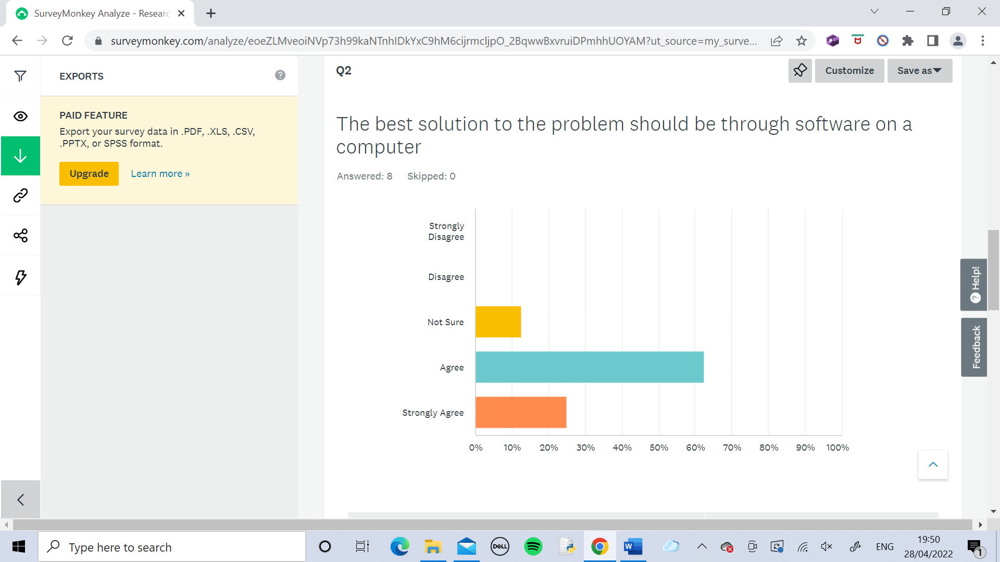 SurveyMonkey Analyze - Researc
surveymonkey.com/analyze/eoeZLMveoiNVp73h99kaNTnhIDkYxC9hM6cijrmcljpO_2BqwwBxvruiDPmhhUOYAM?ut_source=my_surve...
EXPORTS
?
PAID FEATURE
Export your survey data in .PDF, .XLS, .CSV,
.PPTX, or SPSS format.
Upgrade Learn more »
Q2
Customize
Save as
The best solution to the problem should be through software on a
computer
Answered: 8 Skipped: 0
Strongly
Disagree
Disagree
Not Sure
Agree
Strongly Agree
0% 10% 20% 30% 40% 50% 60% 70% 80% 90% 100%
? Help!
Feedback
Type here to search
DELL
W
ENG
19:50
28/04/2022
1